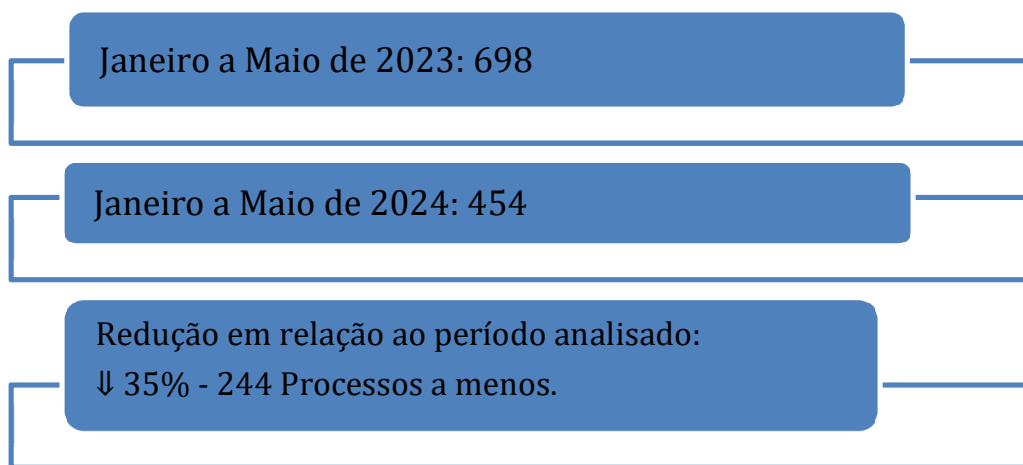 Janeiro a Maio de 2023: 698
Janeiro a Maio de 2024: 454
Redução em relação ao período analisado:
⇓ 35% - 244 Processos a menos.